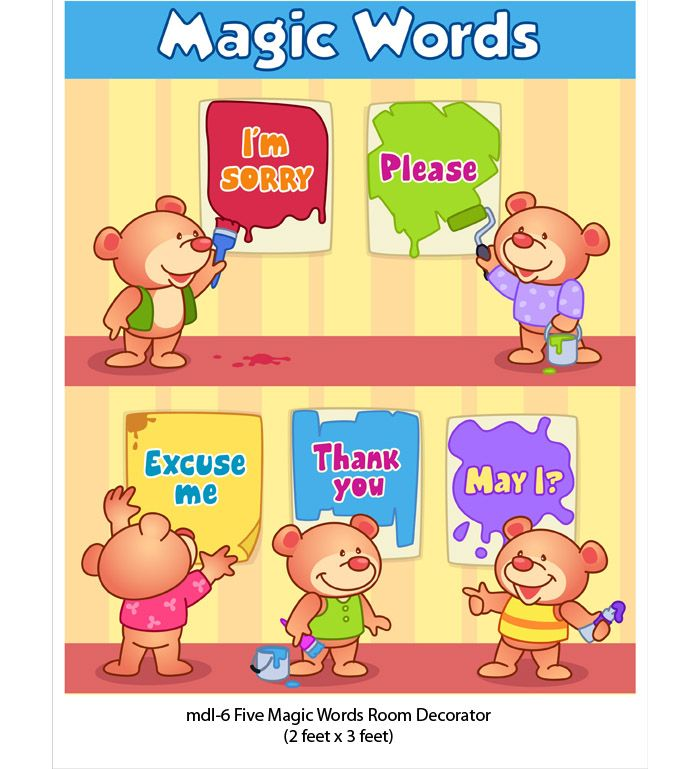 Magic Words
I'm
SORRY
Please
Excuse
me
Thank
you
May I?
mdl-6 Five Magic Words Room Decorator
(2 feet x 3 feet)